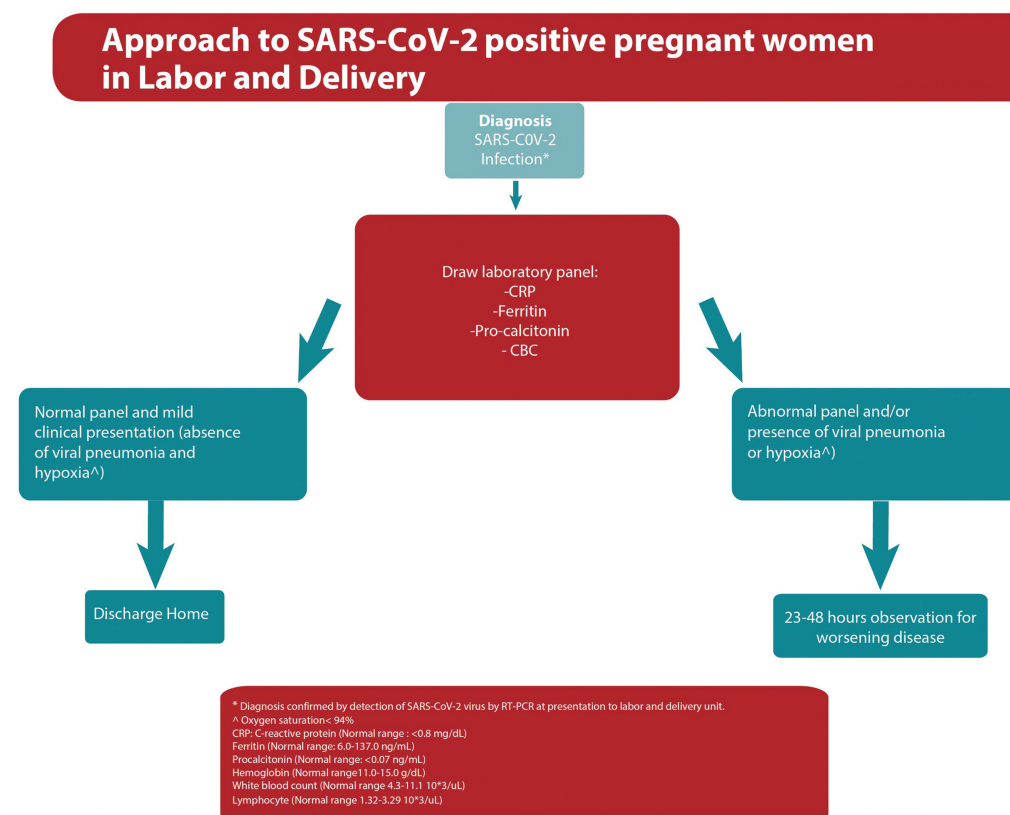 Approach to SARS-CoV-2 positive pregnant women
in Labor and Delivery
Diagnosis
SARS-C0V-2
Infection*
Draw laboratory panel:
-CRP
-Ferritin
-Pro-calcitonin
- CBC
Normal panel and mild
clinical presentation (absence
of viral pneumonia and
hypoxia^)
Abnormal panel and/or
presence of viral pneumonia
or hypoxia^)
Discharge Home
23-48 hours observation for
worsening disease
* Diagnosis confirmed by detection of SARS-CoV-2 virus by RT-PCR at presentation to labor and delivery unit.
^ Oxygen saturation< 94%
CRP: C-reactive protein (Normal range : <0.8 mg/dL)
Ferritin (Normal range: 6.0-137.0 ng/mL)
Procalcitonin (Normal range: <0.07 ng/mL)
Hemoglobin (Normal range11.0-15.0 g/dL)
White blood count (Normal range 4.3-11.1 10*3/uL)
Lymphocyte (Normal range 1.32-3.29 10*3/uL)